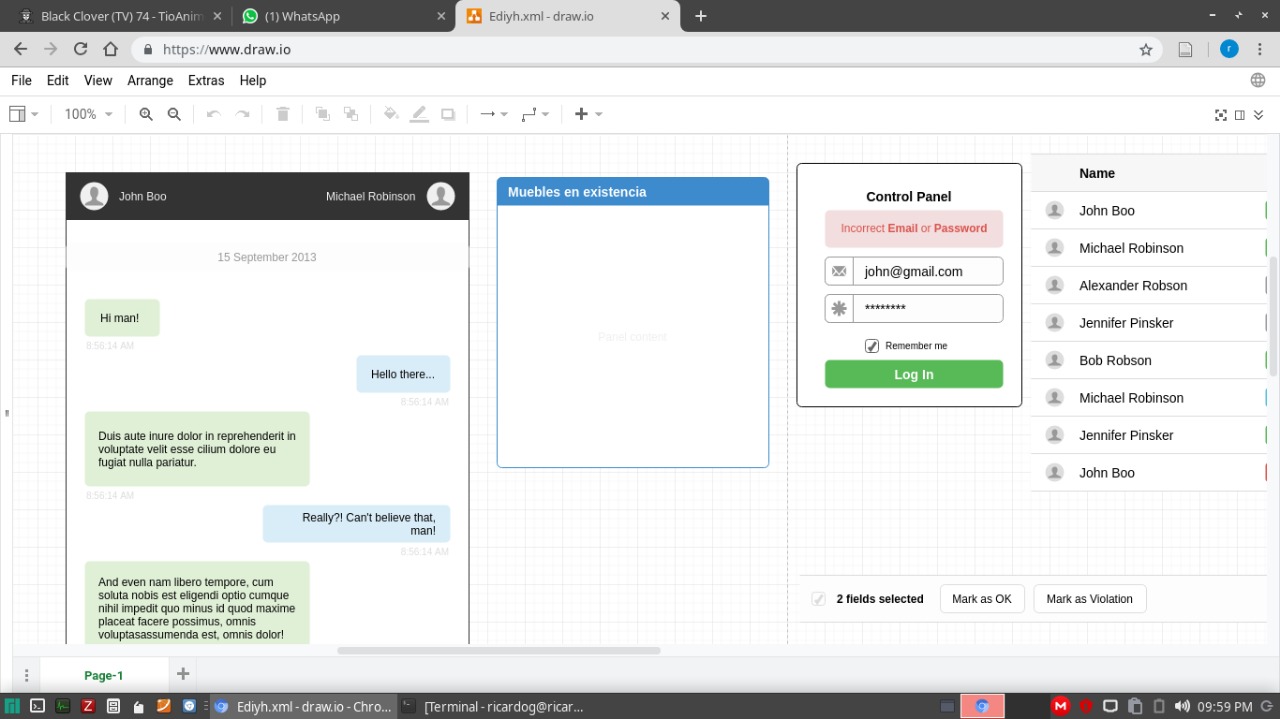 Black Clover (TV) 74 - TioAnim
(1) WhatsApp
Ediyh.xml - draw.io
https://www.draw.io
r
File Edit View Arrange Extras Help
100%
John Boo
Michael Robinson
15 September 2013
Hi man!
8:56:14 AM
Hello there...
8:56:14 AM
Duis aute inure dolor in reprehenderit in
voluptate velit esse cilium dolore eu
fugiat nulla pariatur.
8:56:14 AM
Really?! Can't believe that,
man!
8:56:14 AM
And even nam libero tempore, cum
soluta nobis est eligendi optio cumque
nihil impedit quo minus id quod maxime
placeat facere possimus, omnis
voluptasassumenda est, omnis dolor!
Muebles en existencia
Panel content
Control Panel
Incorrect Email or Password
john@gmail.com
********
Remember me
Log In
Name
John Boo
Michael Robinson
Alexander Robson
Jennifer Pinsker
Bob Robson
Michael Robinson
Jennifer Pinsker
John Boo
2 fields selected
Mark as OK
Mark as Violation
Page-1
Ediyh.xml - draw.io - Chro...
[Terminal - ricardog@ricar...
09:59 PM